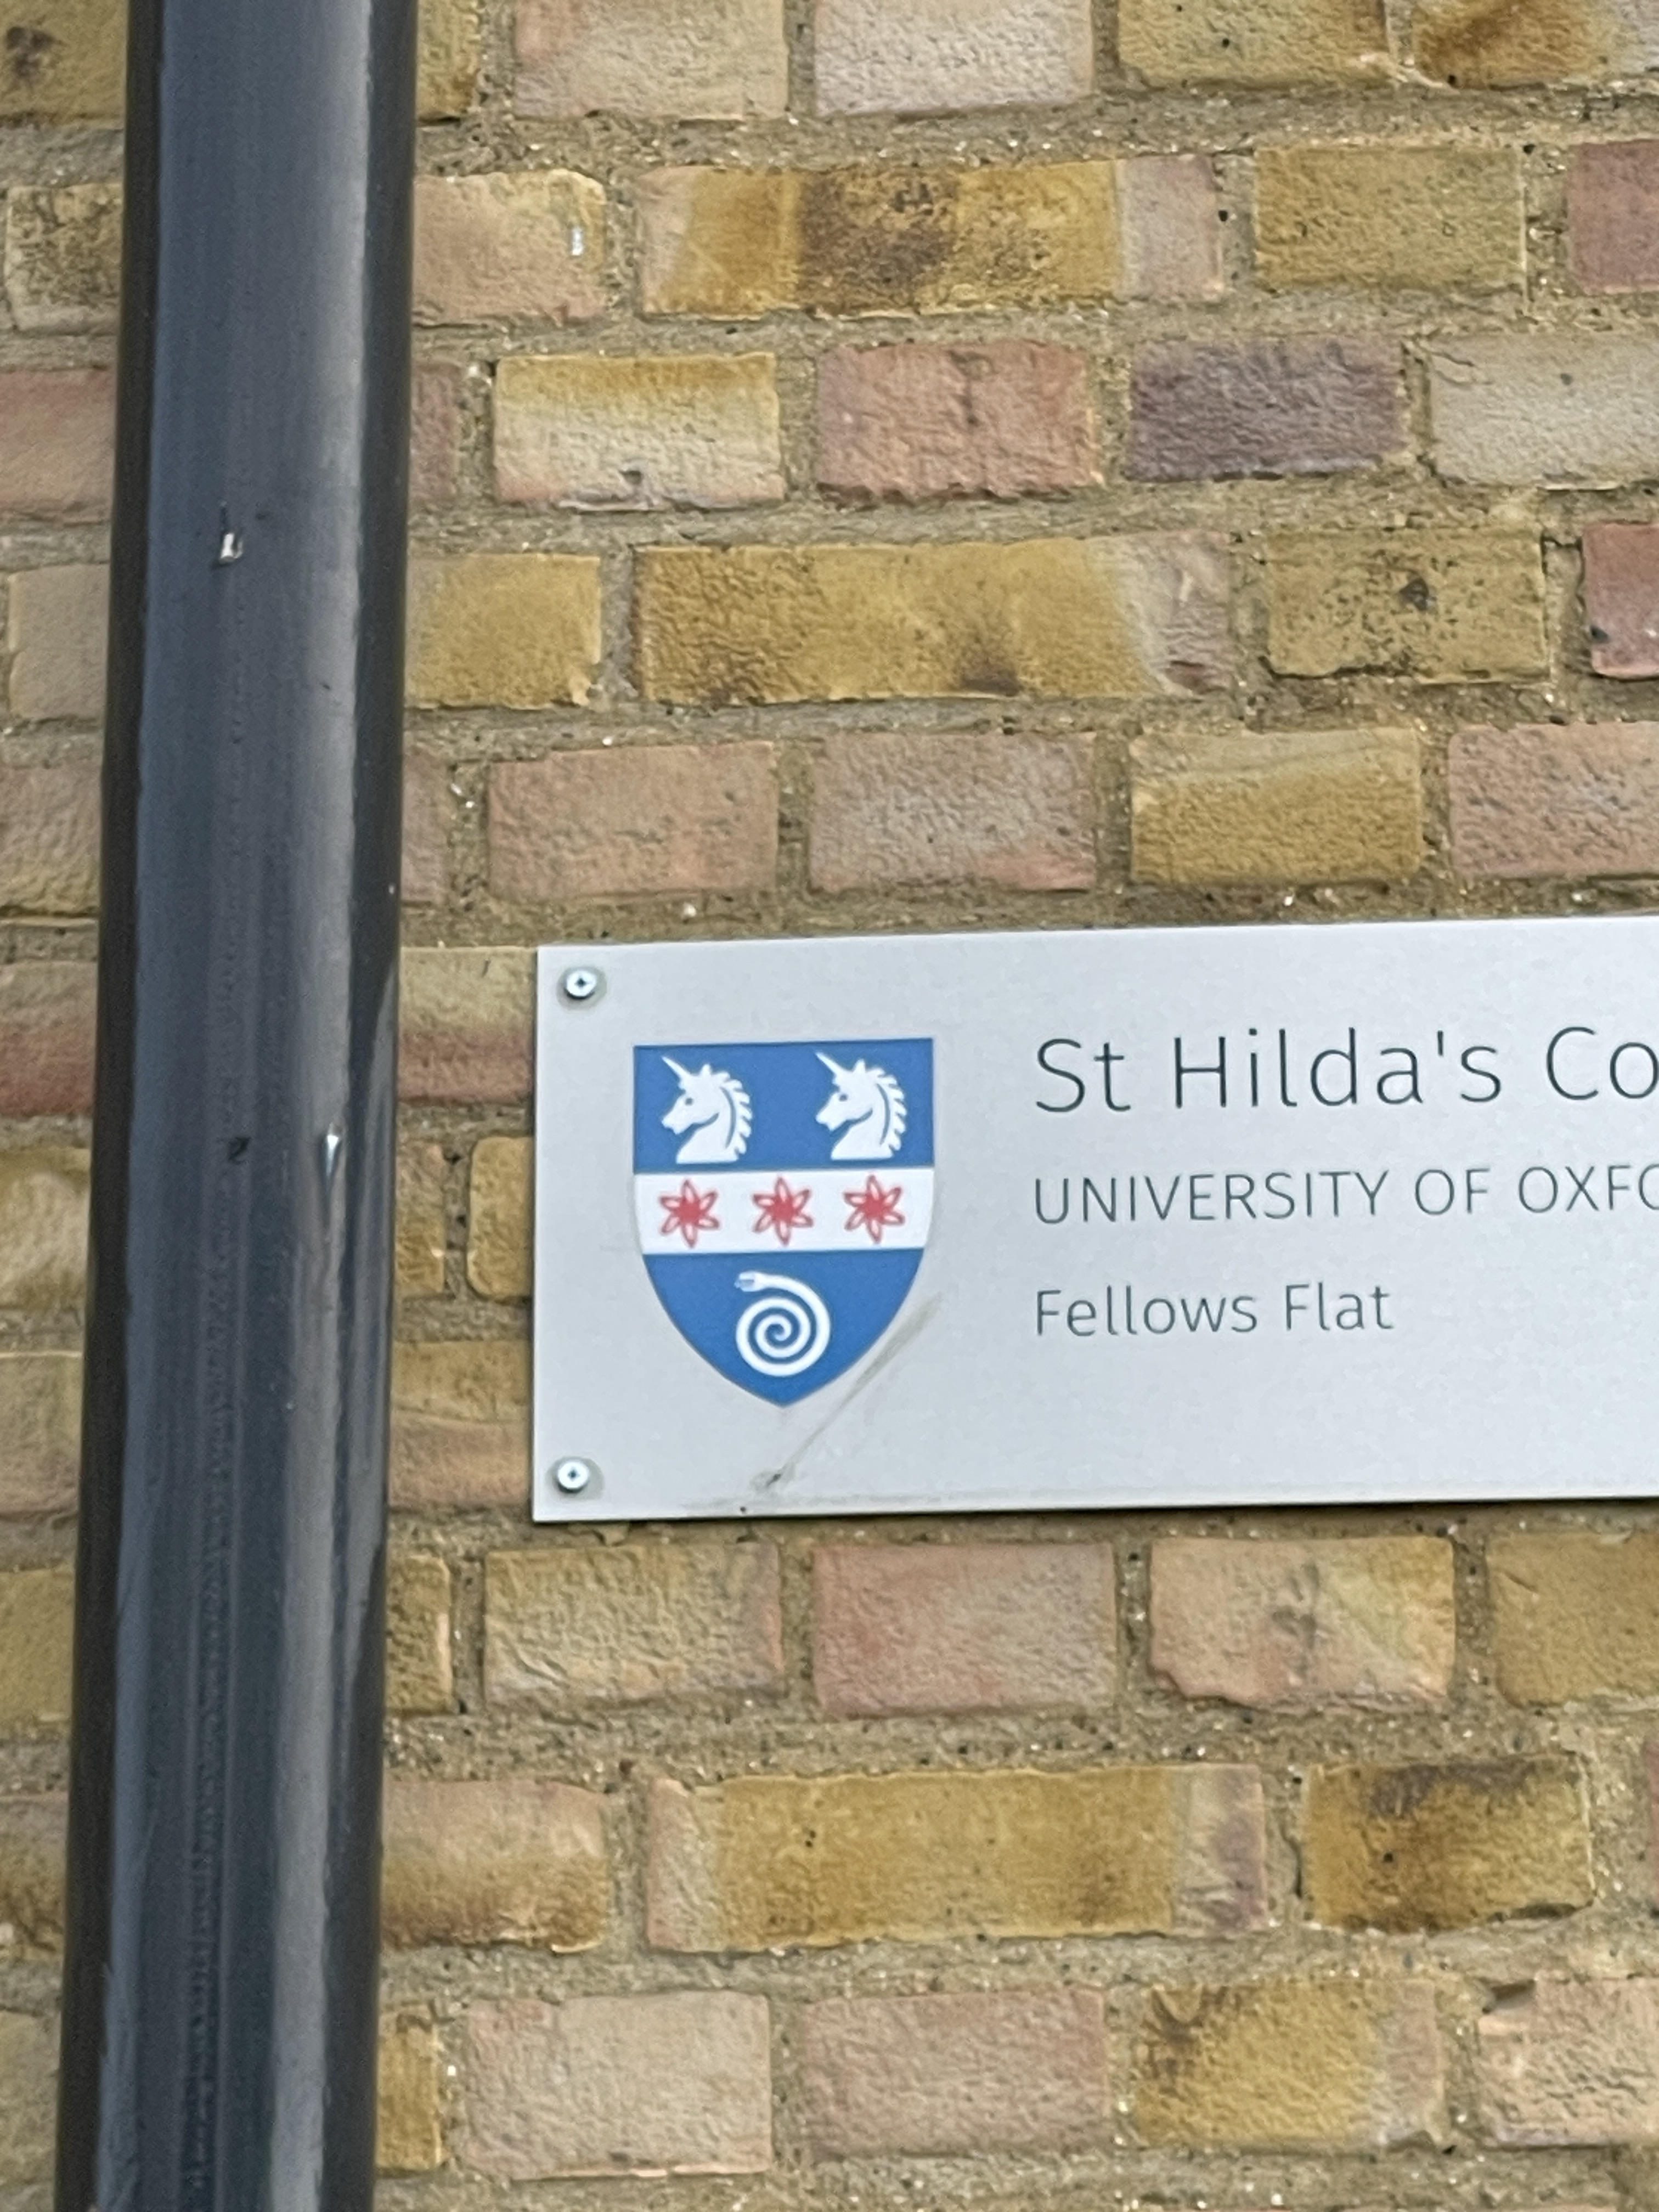 St Hilda's Co
UNIVERSITY OF OXFO
Fellows Flat